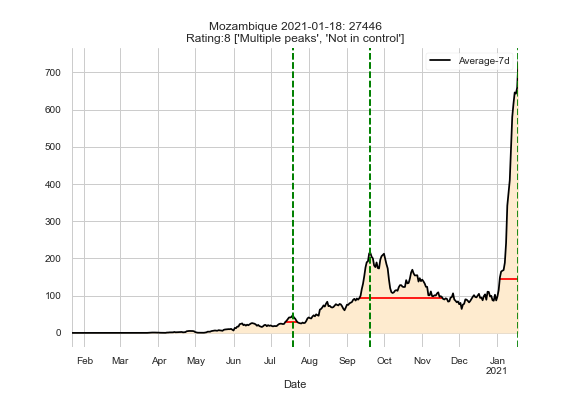 Mozambique 2021-01-18: 27446
Rating:8 ['Multiple peaks', 'Not in control']
Average-7d
700
600
500
400
300
200
100
0
Feb Mar Apr May Jun Jul Aug Sep Oct Nov Dec Jan
2021
Date